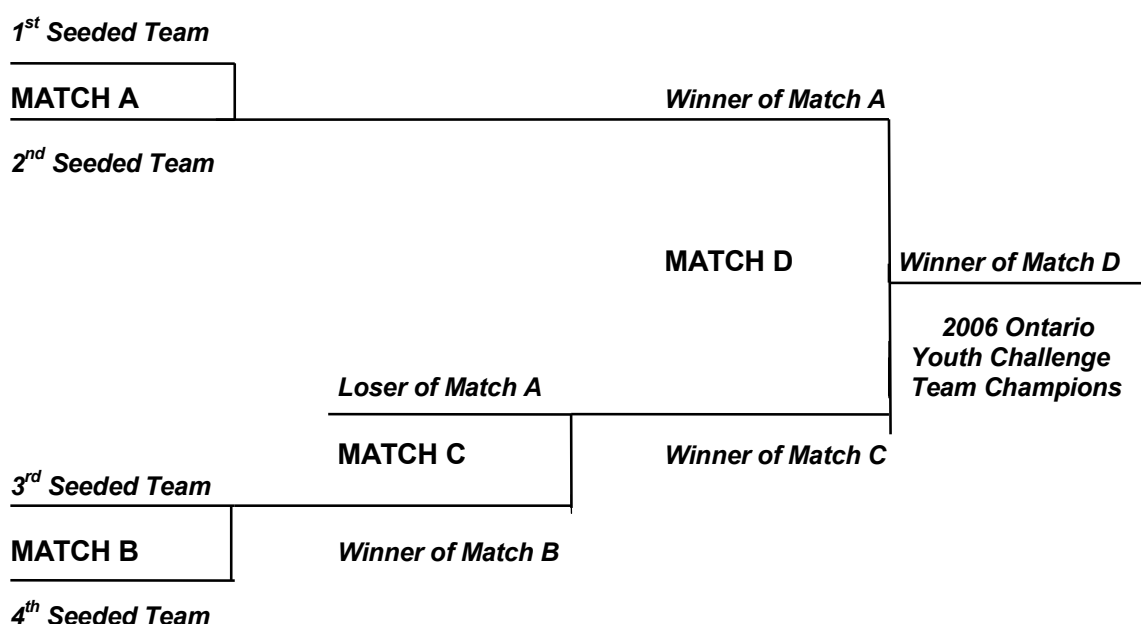 1st Seeded Team
MATCH A
Winner of Match A
2nd Seeded Team
MATCH D
Winner of Match D
2006 Ontario
Youth Challenge
Team Champions
Loser of Match A
MATCH C
Winner of Match C
3rd Seeded Team
MATCH B
Winner of Match B
4th Seeded Team